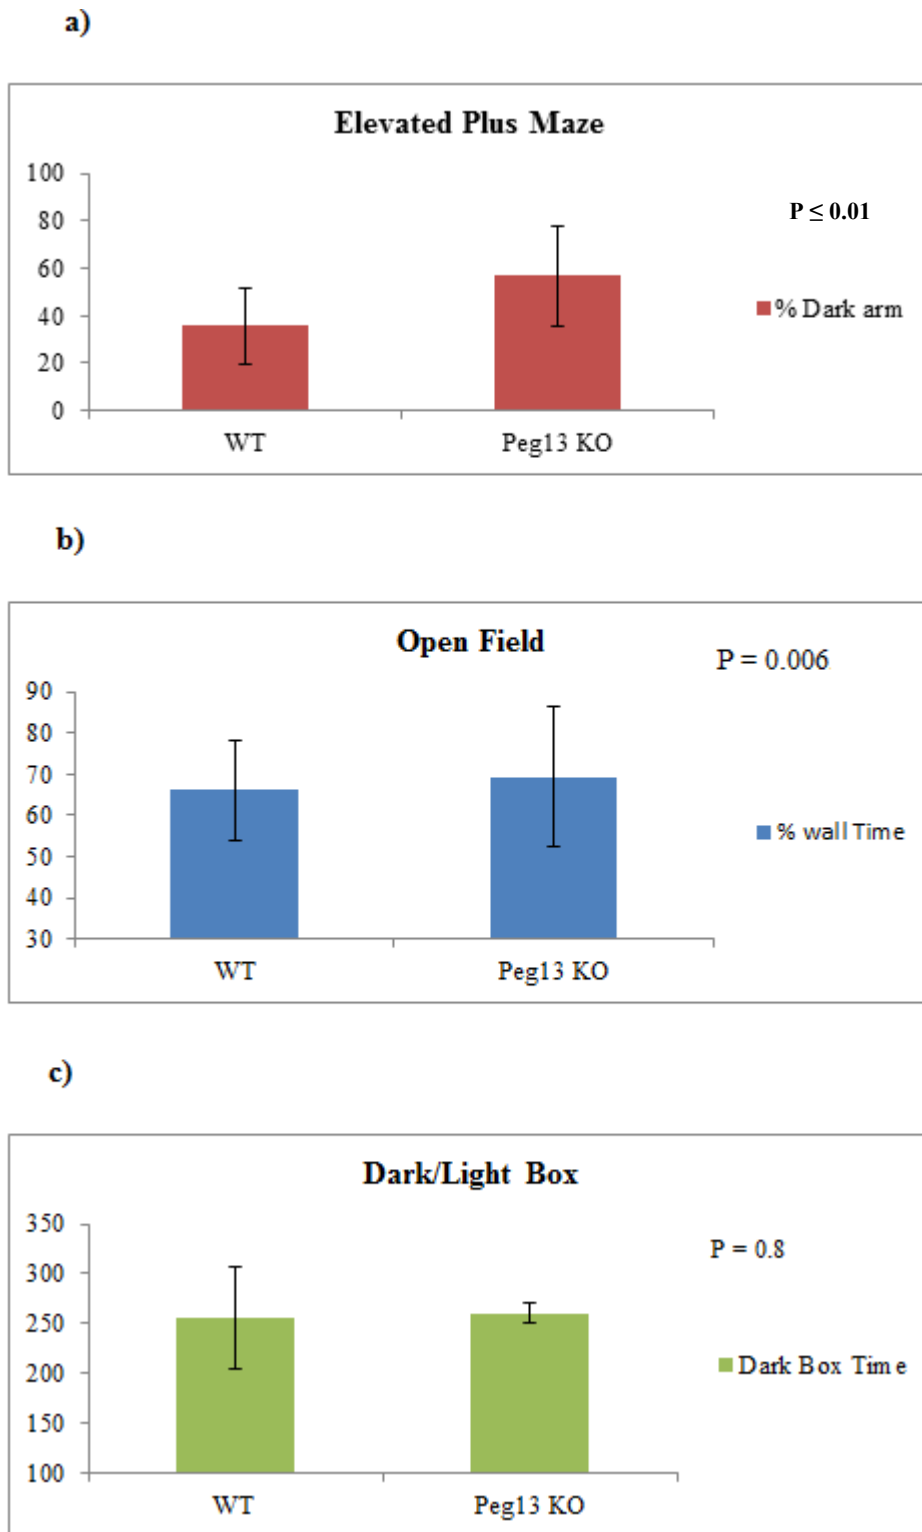 a)
Elevated Plus Maze
100
80
60
40
20
0
P ≤ 0.01
% Dark arm
WT Peg13 KO
b)
Open Field
P = 0.006
90
80
70
60
50
40
30
% wall Time
WT Peg13 KO
c)
Dark/Light Box
350
300
250
200
150
100
P = 0.8
Dark Box Time
WT Peg13 KO